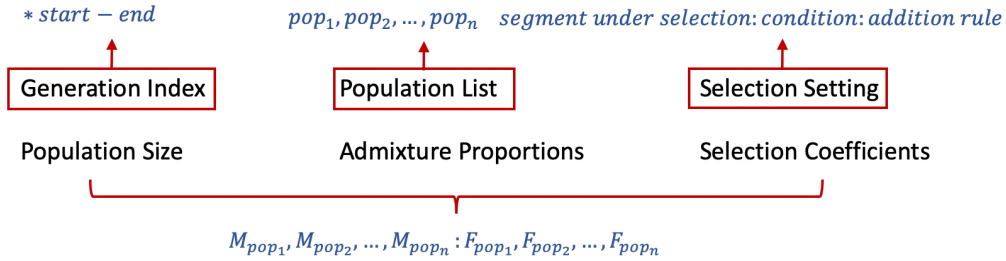 * start − end pop₁, pop₂, ..., popₙ segment under selection: condition: addition rule
Generation Index Population List Selection Setting
Population Size Admixture Proportions Selection Coefficients
M_pop₁, M_pop₂, ..., M_popₙ : F_pop₁, F_pop₂, ..., F_popₙ